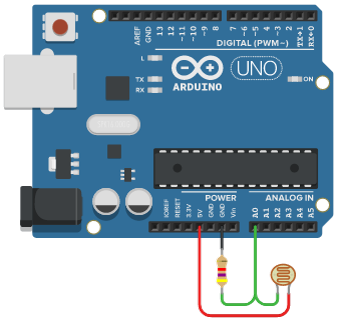 AREF
GND
13
12
~11
~10
~9
8
7
~6
~5
4
~3
2
TX→1
RX←0
DIGITAL (PWM~)
L
TX
RX
UNO
ON
ARDUINO
POWER
ANALOG IN
IOREF
RESET
3.3V
5V
GND
GND
Vin
A0
A1
A2
A3
A4
A5